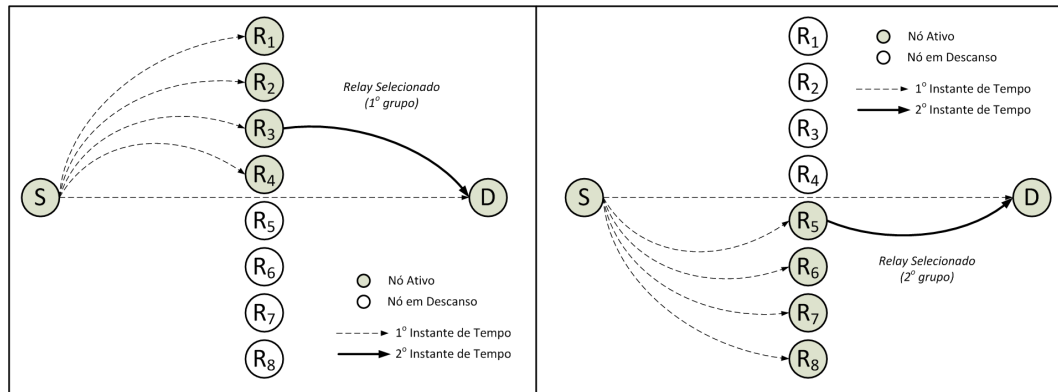 R1
R2
Relay Selecionado
(1º grupo)
R3
R4
S
D
R5
R6
Nó Ativo
R7
Nó em Descanso
1º Instante de Tempo
R8
2º Instante de Tempo
R1
Nó Ativo
Nó em Descanso
R2
1º Instante de Tempo
R3
2º Instante de Tempo
R4
S
D
R5
R6
Relay Selecionado
(2º grupo)
R7
R8